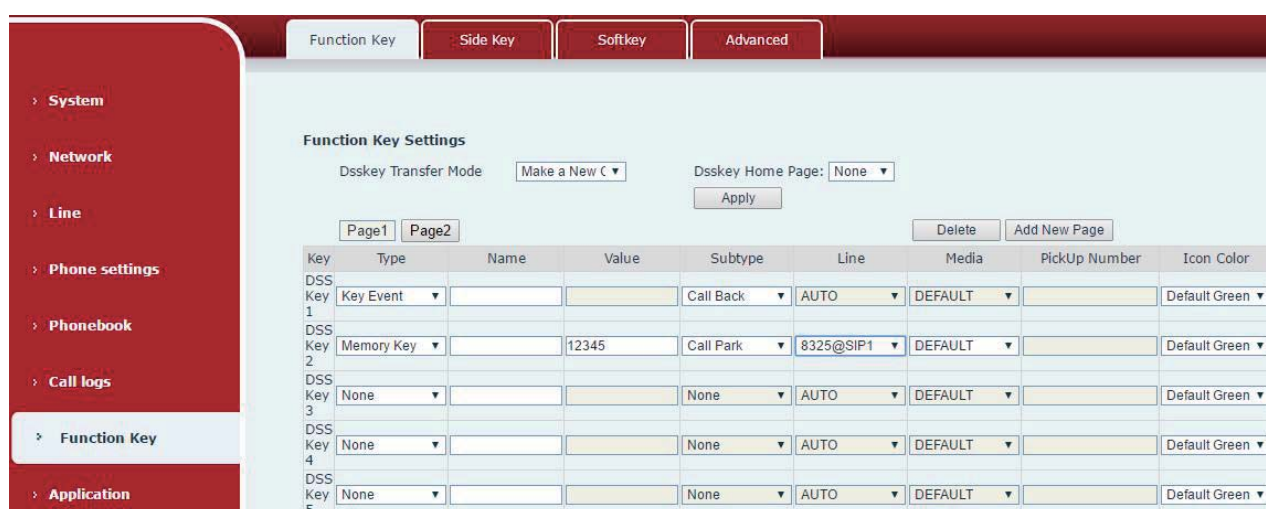 Function Key Side Key Softkey Advanced
› System
› Network
› Line
› Phone settings
› Phonebook
› Call logs
› Function Key
› Application
Function Key Settings
Dsskey Transfer Mode Make a New C Dsskey Home Page: None
Apply
Page1 Page2 Delete Add New Page
Key Type Name Value Subtype Line Media PickUp Number Icon Color
DSS Key 1 Key Event Call Back AUTO DEFAULT Default Green
DSS Key 2 Memory Key 12345 Call Park 8325@SIP1 DEFAULT Default Green
DSS Key 3 None None AUTO DEFAULT Default Green
DSS Key 4 None None AUTO DEFAULT Default Green
DSS Key None None AUTO DEFAULT Default Green